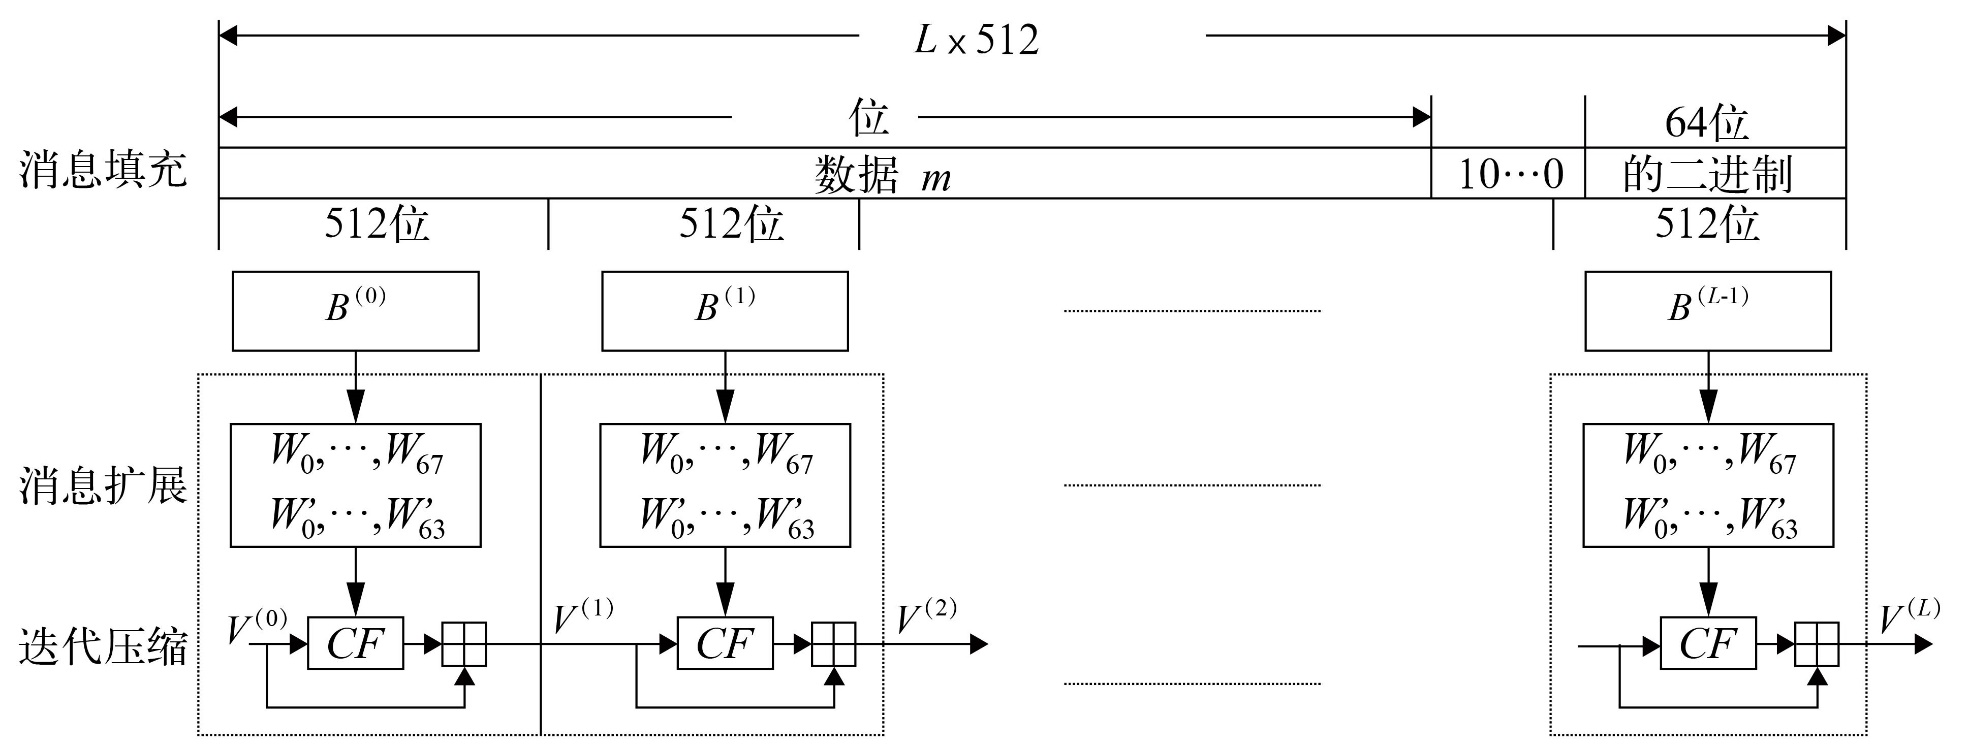 L×512
位
64位
消息填充
数据 m
10…0
的二进制
512位
512位
512位
B(0)
B(1)
B(L-1)
消息扩展
W0,…,W67
W'0,…,W'63
W0,…,W67
W'0,…,W'63
W0,…,W67
W'0,…,W'63
迭代压缩
V(0)
CF
V(1)
CF
V(2)
CF
V(L)